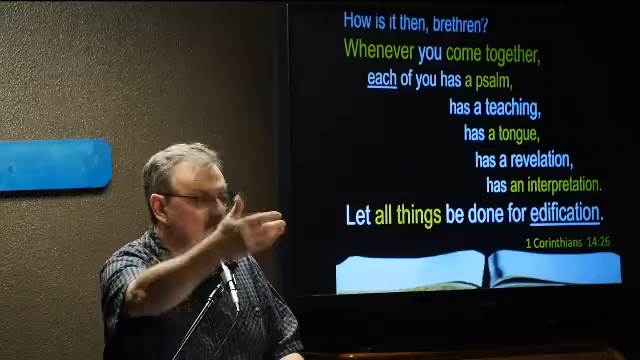 How is it then, brethren?
Whenever you come together,
each of you has a psalm,
has a teaching,
has a tongue,
has a revelation,
has an interpretation.
Let all things be done for edification.
1 Corinthians 14:26